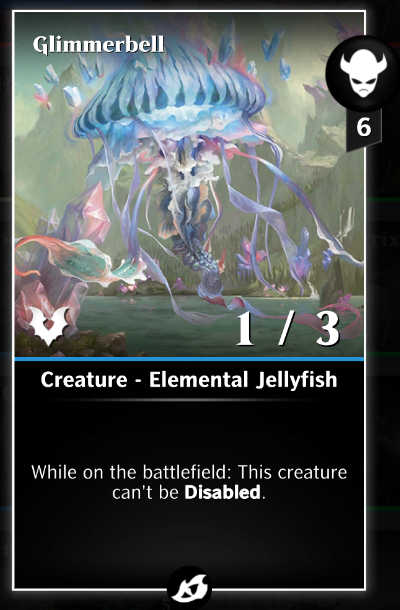 Glimmerbell
6
1 / 3
Creature - Elemental Jellyfish
While on the battlefield: This creature
can't be Disabled.